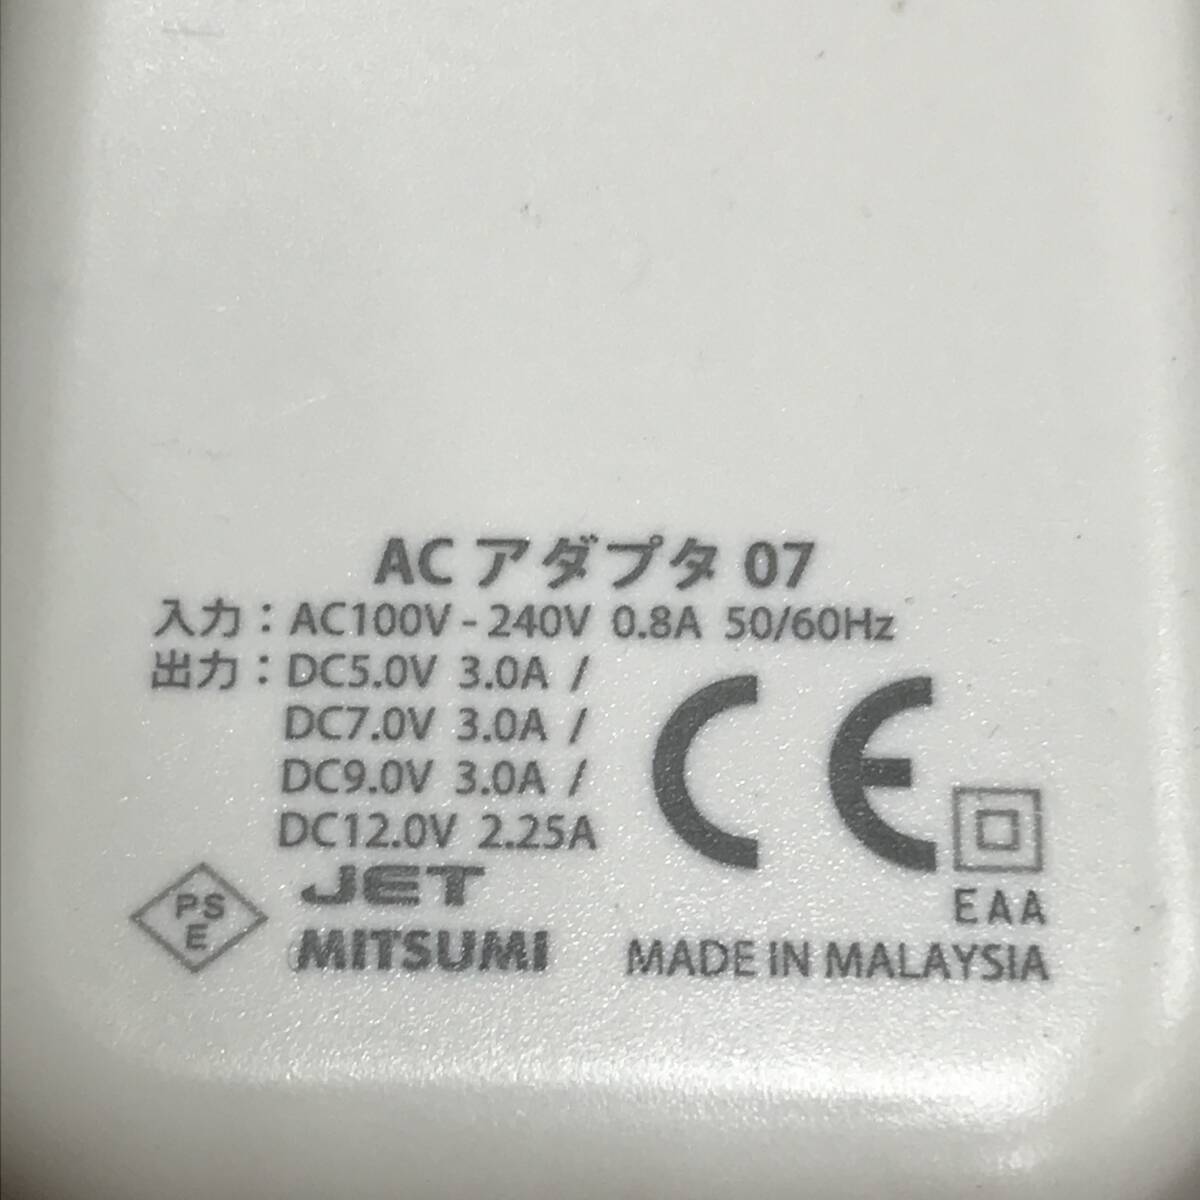 AC アダプタ 07
入力：AC100V - 240V 0.8A 50/60Hz
出力：DC5.0V 3.0A /
DC7.0V 3.0A /
DC9.0V 3.0A /
DC12.0V 2.25A
CE
PS
E
JET
EAA
MITSUMI
MADE IN MALAYSIA